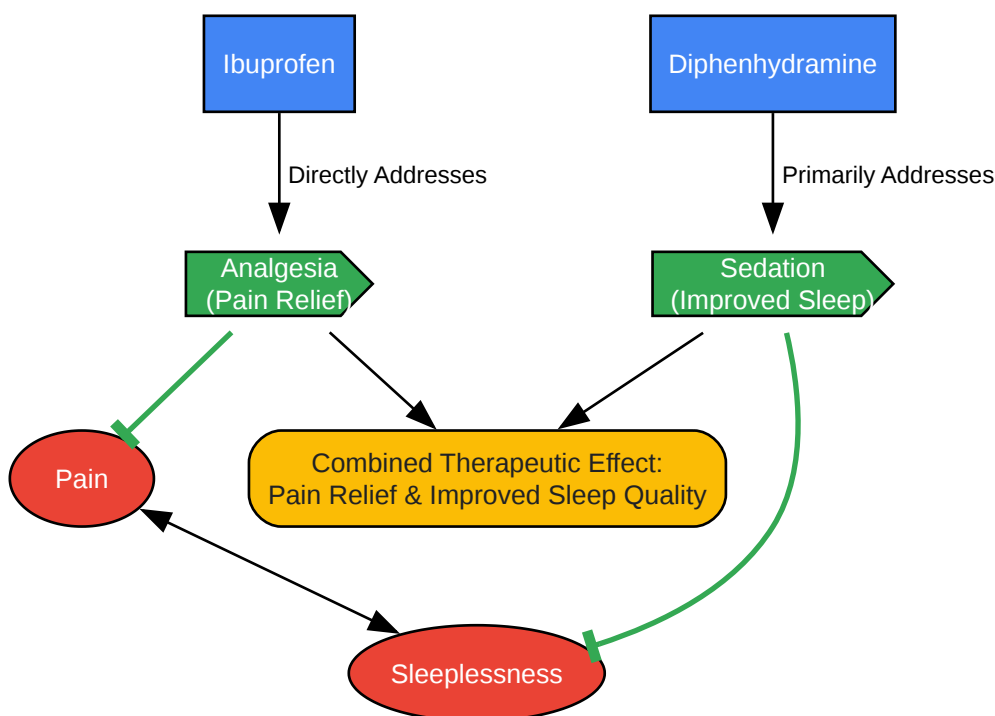 Ibuprofen
Diphenhydramine
Directly Addresses
Primarily Addresses
Analgesia
(Pain Relief)
Sedation
(Improved Sleep)
Combined Therapeutic Effect:
Pain Relief & Improved Sleep Quality
Pain
Sleeplessness